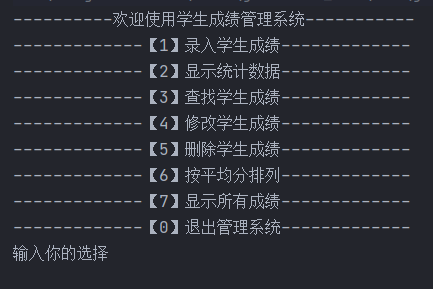 -----------欢迎使用学生成绩管理系统------------
--------------【1】录入学生成绩--------------
--------------【2】显示统计数据--------------
--------------【3】查找学生成绩--------------
--------------【4】修改学生成绩--------------
--------------【5】删除学生成绩--------------
--------------【6】按平均分排列--------------
--------------【7】显示所有成绩--------------
--------------【0】退出管理系统--------------
输入你的选择